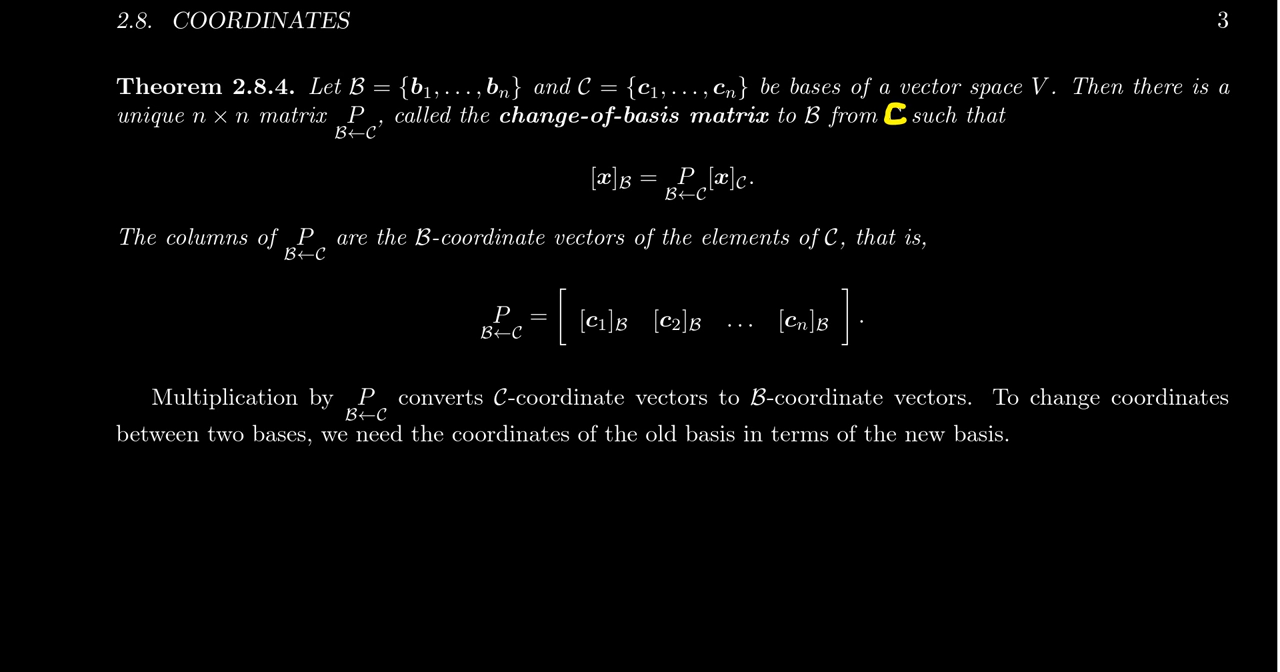 2.8. COORDINATES 3
Theorem 2.8.4. Let ℬ = {b₁, . . . , bₙ} and 𝒞 = {c₁, . . . , cₙ} be bases of a vector space V. Then there is a
unique n × n matrix P_{ℬ←𝒞}, called the change-of-basis matrix to ℬ from C such that
[x]_ℬ = P_{ℬ←𝒞} [x]_𝒞.
The columns of P_{ℬ←𝒞} are the ℬ-coordinate vectors of the elements of 𝒞, that is,
P_{ℬ←𝒞} = [ [c₁]_ℬ [c₂]_ℬ . . . [cₙ]_ℬ ].
Multiplication by P_{ℬ←𝒞} converts 𝒞-coordinate vectors to ℬ-coordinate vectors. To change coordinates
between two bases, we need the coordinates of the old basis in terms of the new basis.